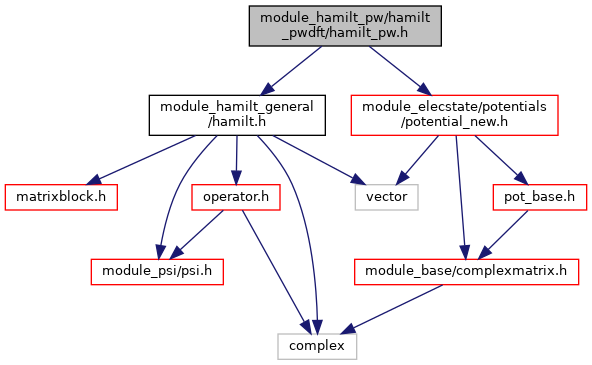 module_hamilt_pw/hamilt
_pwdft/hamilt_pw.h
module_hamilt_general
/hamilt.h
module_elecstate/potentials
/potential_new.h
matrixblock.h
operator.h
vector
pot_base.h
module_psi/psi.h
module_base/complexmatrix.h
complex